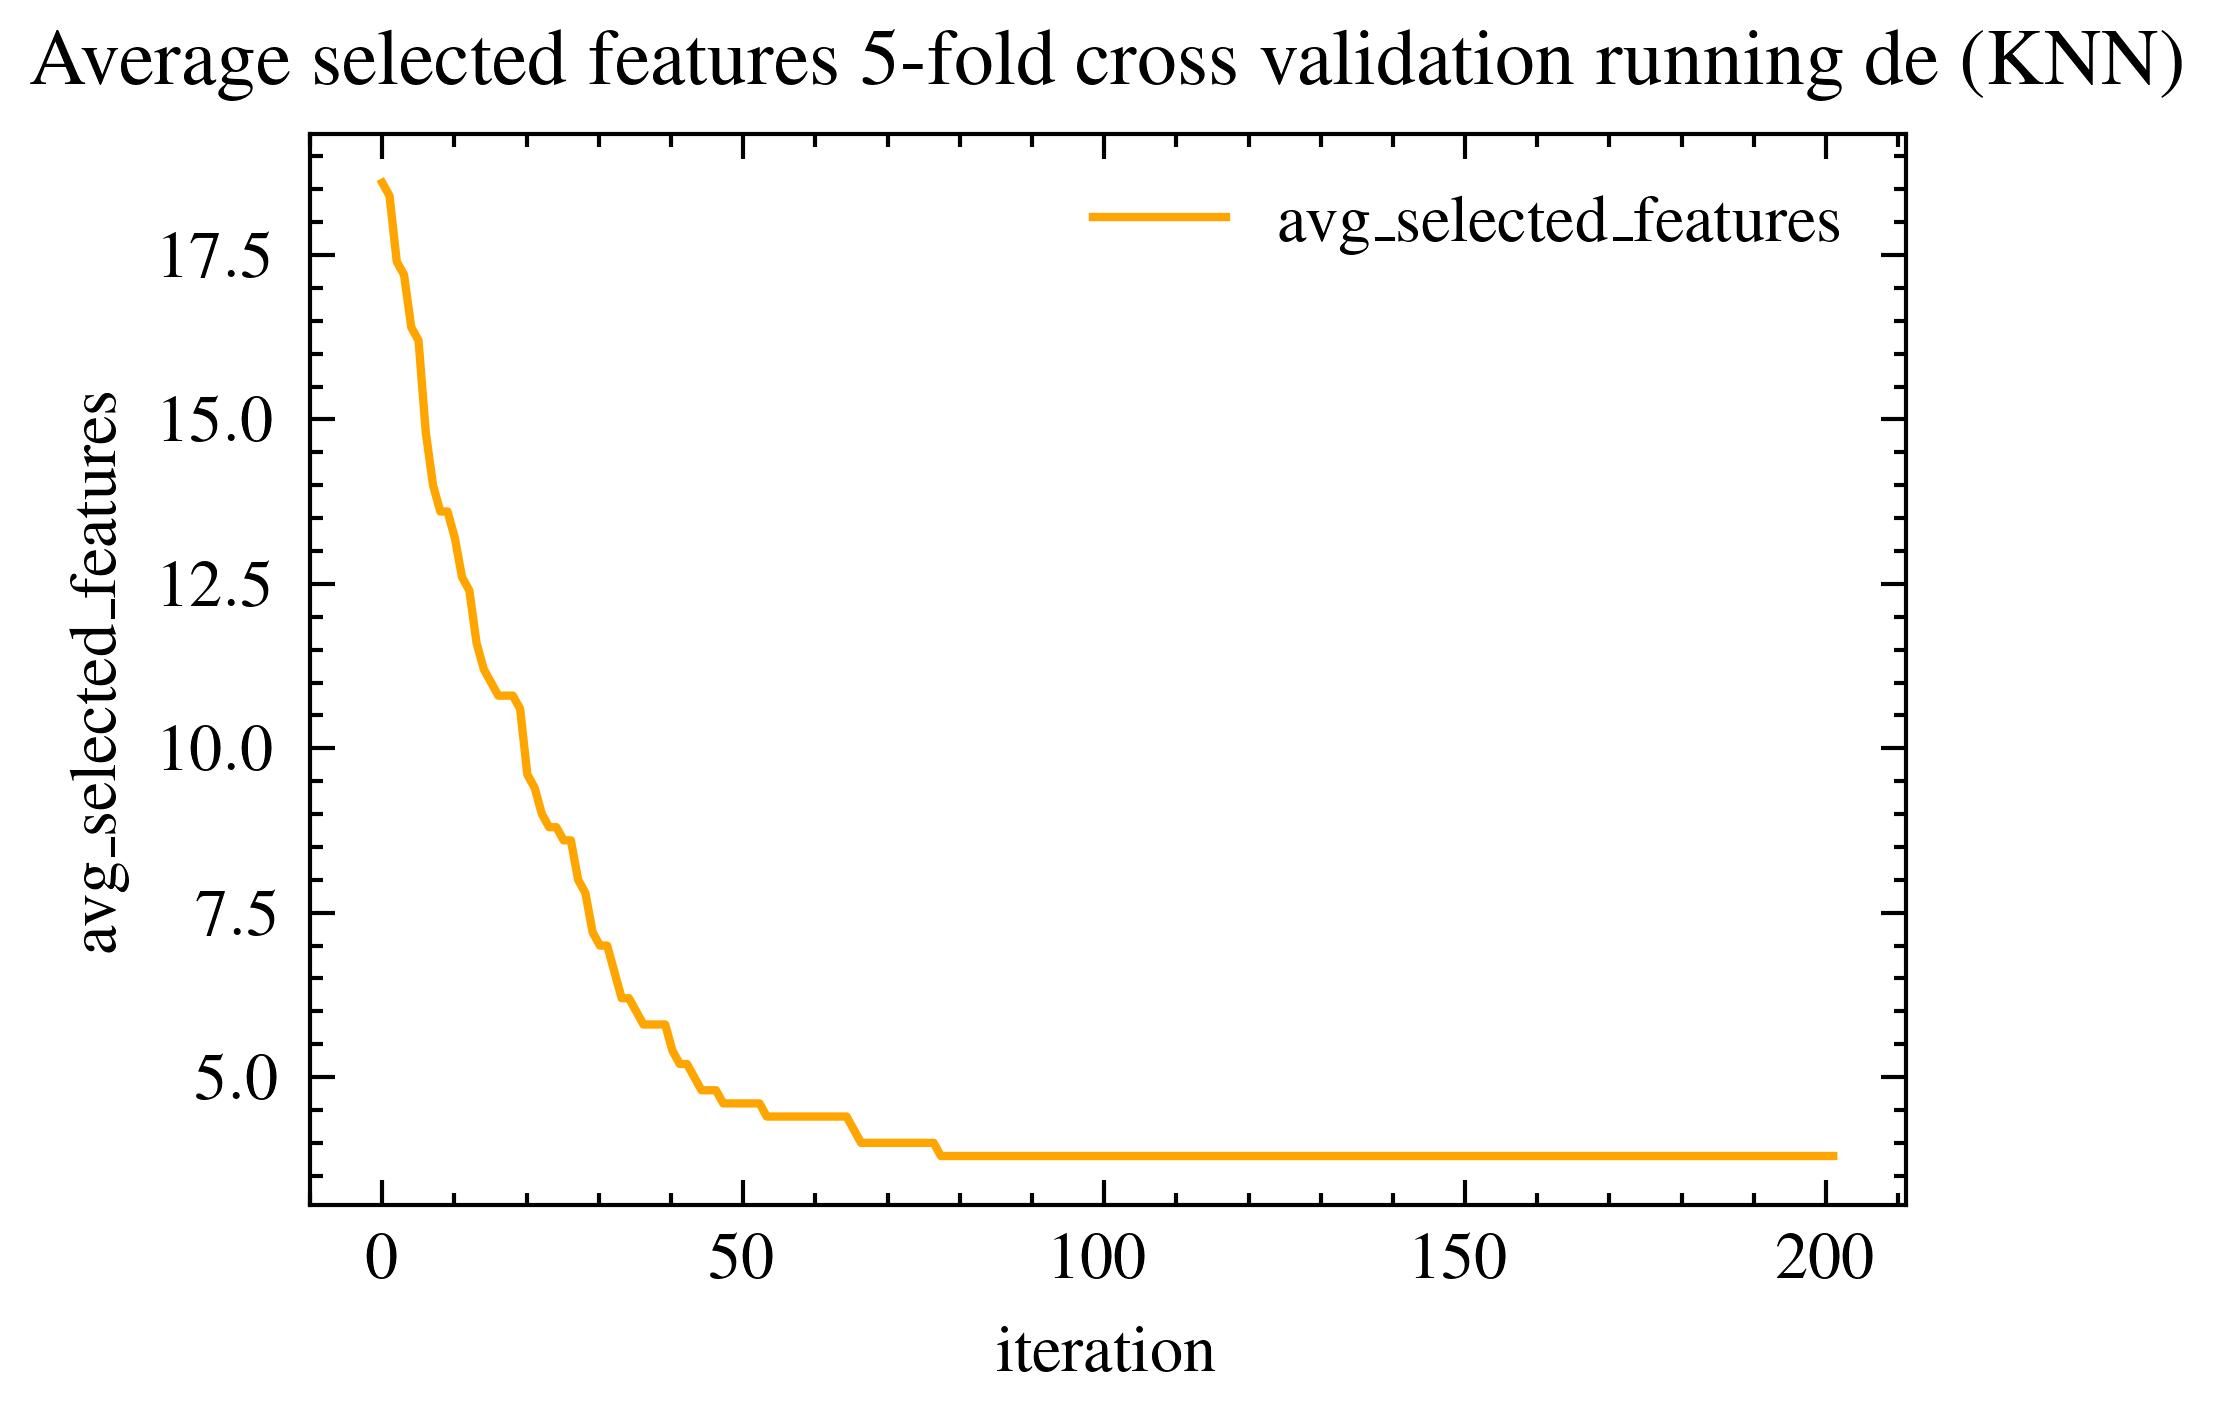 Average selected features 5-fold cross validation running de (KNN)
avg_selected_features
avg_selected_features
17.5
15.0
12.5
10.0
7.5
5.0
0 50 100 150 200
iteration